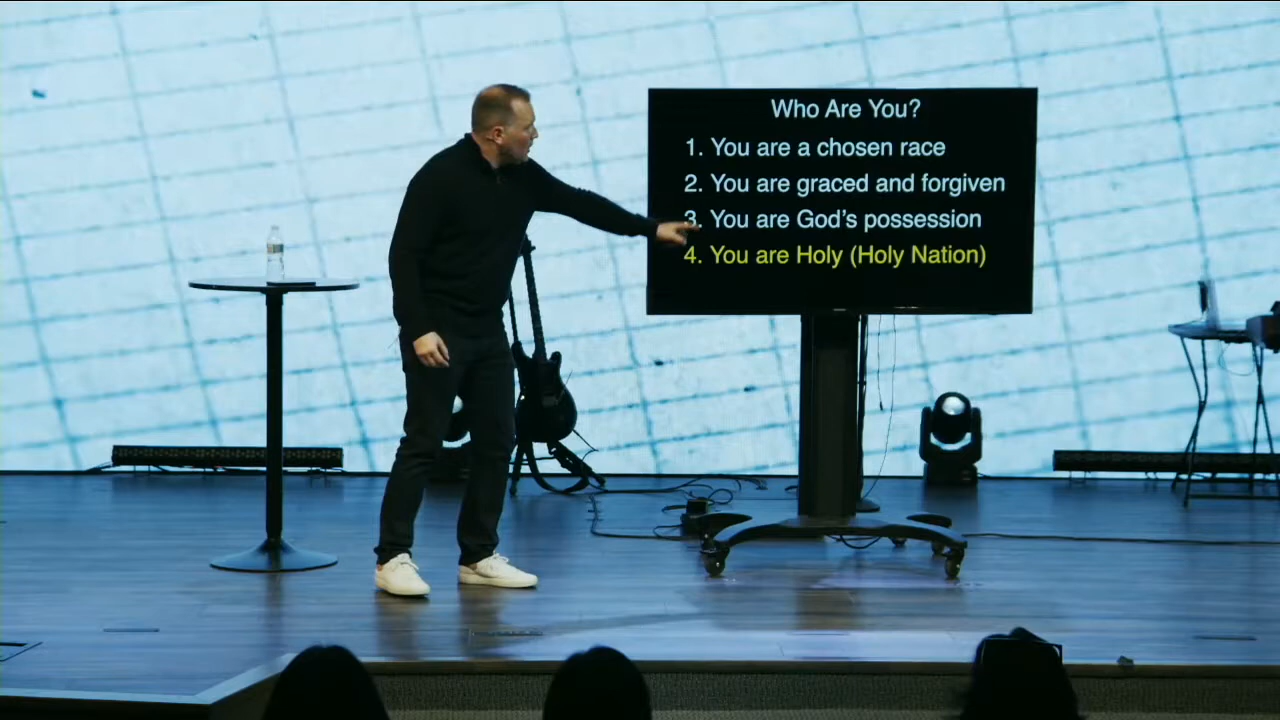 Who Are You?
1. You are a chosen race
2. You are graced and forgiven
3. You are God's possession
4. You are Holy (Holy Nation)